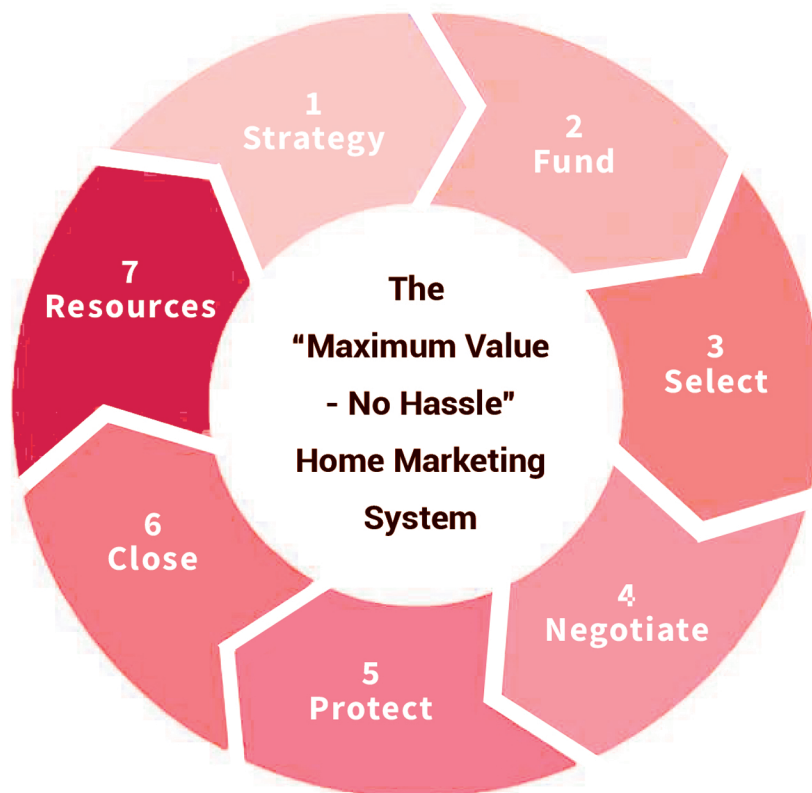 1
Strategy
2
Fund
3
Select
4
Negotiate
5
Protect
6
Close
7
Resources
The
“Maximum Value
- No Hassle”
Home Marketing
System